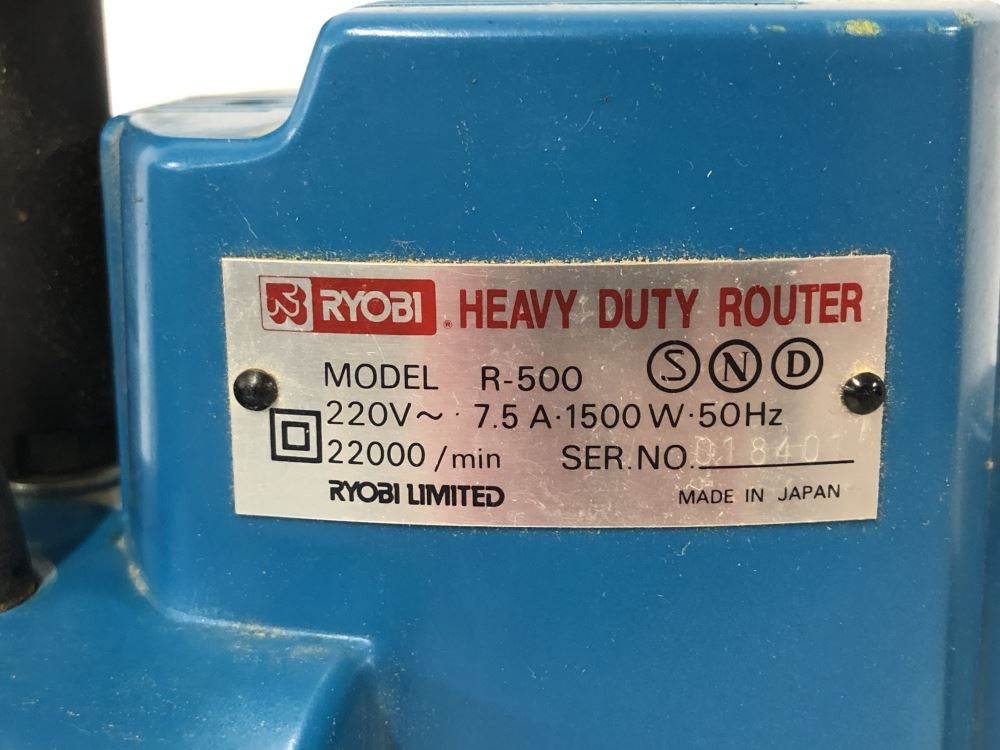 RYOBI® HEAVY DUTY ROUTER
MODEL R-500 S N D
220V~ · 7.5 A·1500 W·50Hz
22000 /min SER.NO.
RYOBI LIMITED MADE IN JAPAN